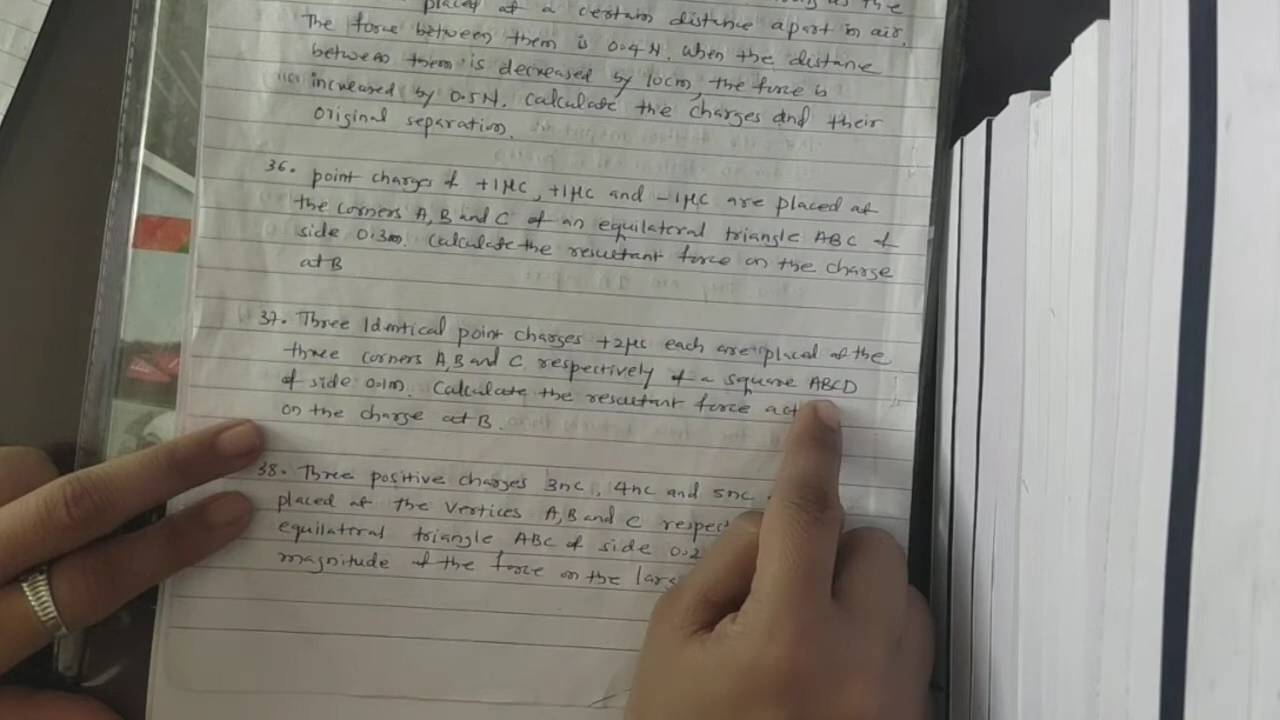 placed at a certain distance apart in air.
The force between them is 0.4 N. When the distance
between them is decreased by 10cm, the force is
increased by 0.5N. Calculate the charges and their
original separation.
36. point charges of +1μc, +1μc and -1μc are placed at
the corners A, B and C of an equilateral triangle ABC of
side 0.3m. Calculate the resultant force on the charge
at B
37. Three Identical point charges +2μc each are placed at the
three corners A, B and C respectively of a square ABCD
of side 0.1m. Calculate the resultant force act
on the charge at B.
38. Three positive charges 3nc, 4nc and 5nc
placed at the vertices A, B and C respec
equilateral triangle ABC of side 0.2
magnitude of the force on the lar